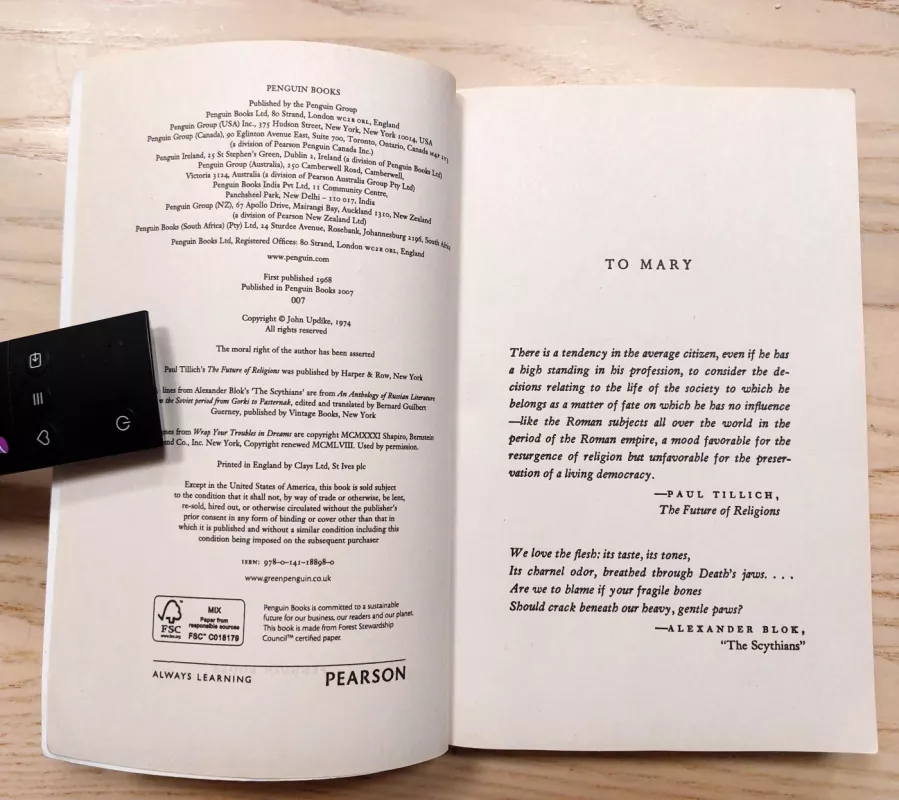 PENGUIN BOOKS
Published by the Penguin Group
Penguin Books Ltd, 80 Strand, London WC2R 0RL, England
Penguin Group (USA) Inc., 375 Hudson Street, New York, New York 10014, USA
Penguin Group (Canada), 90 Eglinton Avenue East, Suite 700, Toronto, Ontario, Canada M4P 2Y3
(a division of Pearson Penguin Canada Inc.)
Penguin Ireland, 25 St Stephen's Green, Dublin 2, Ireland (a division of Penguin Books Ltd)
Penguin Group (Australia), 250 Camberwell Road, Camberwell,
Victoria 3124, Australia (a division of Pearson Australia Group Pty Ltd)
Penguin Books India Pvt Ltd, 11 Community Centre,
Panchsheel Park, New Delhi – 110 017, India
Penguin Group (NZ), 67 Apollo Drive, Mairangi Bay, Auckland 1310, New Zealand
(a division of Pearson New Zealand Ltd)
Penguin Books (South Africa) (Pty) Ltd, 24 Sturdee Avenue, Rosebank, Johannesburg 2196, South Africa
Penguin Books Ltd, Registered Offices: 80 Strand, London WC2R 0RL, England
www.penguin.com
First published 1968
Published in Penguin Books 2007
007
Copyright © John Updike, 1974
All rights reserved
The moral right of the author has been asserted
Paul Tillich's The Future of Religions was published by Harper & Row, New York
lines from Alexander Blok's 'The Scythians' are from An Anthology of Russian Literature
the Soviet period from Gorki to Pasternak, edited and translated by Bernard Guilbert
Guerney, published by Vintage Books, New York
from Wrap Your Troubles in Dreams are copyright MCMXXXI Shapiro, Bernstein
and Co., Inc. New York, Copyright renewed MCMLVIII. Used by permission.
Printed in England by Clays Ltd, St Ives plc
Except in the United States of America, this book is sold subject
to the condition that it shall not, by way of trade or otherwise, be lent,
re-sold, hired out, or otherwise circulated without the publisher's
prior consent in any form of binding or cover other than that in
which it is published and without a similar condition including this
condition being imposed on the subsequent purchaser
ISBN: 978-0-141-18898-0
www.greenpenguin.co.uk
FSC
MIX
Paper from
responsible sources
FSC® C018179
Penguin Books is committed to a sustainable
future for our business, our readers and our planet.
This book is made from Forest Stewardship
Council™ certified paper.
ALWAYS LEARNING
PEARSON
TO MARY
There is a tendency in the average citizen, even if he has
a high standing in his profession, to consider the de-
cisions relating to the life of the society to which he
belongs as a matter of fate on which he has no influence
—like the Roman subjects all over the world in the
period of the Roman empire, a mood favorable for the
resurgence of religion but unfavorable for the preser-
vation of a living democracy.
—PAUL TILLICH,
The Future of Religions
We love the flesh: its taste, its tones,
Its charnel odor, breathed through Death's jaws. . . .
Are we to blame if your fragile bones
Should crack beneath our heavy, gentle paws?
—ALEXANDER BLOK,
"The Scythians"